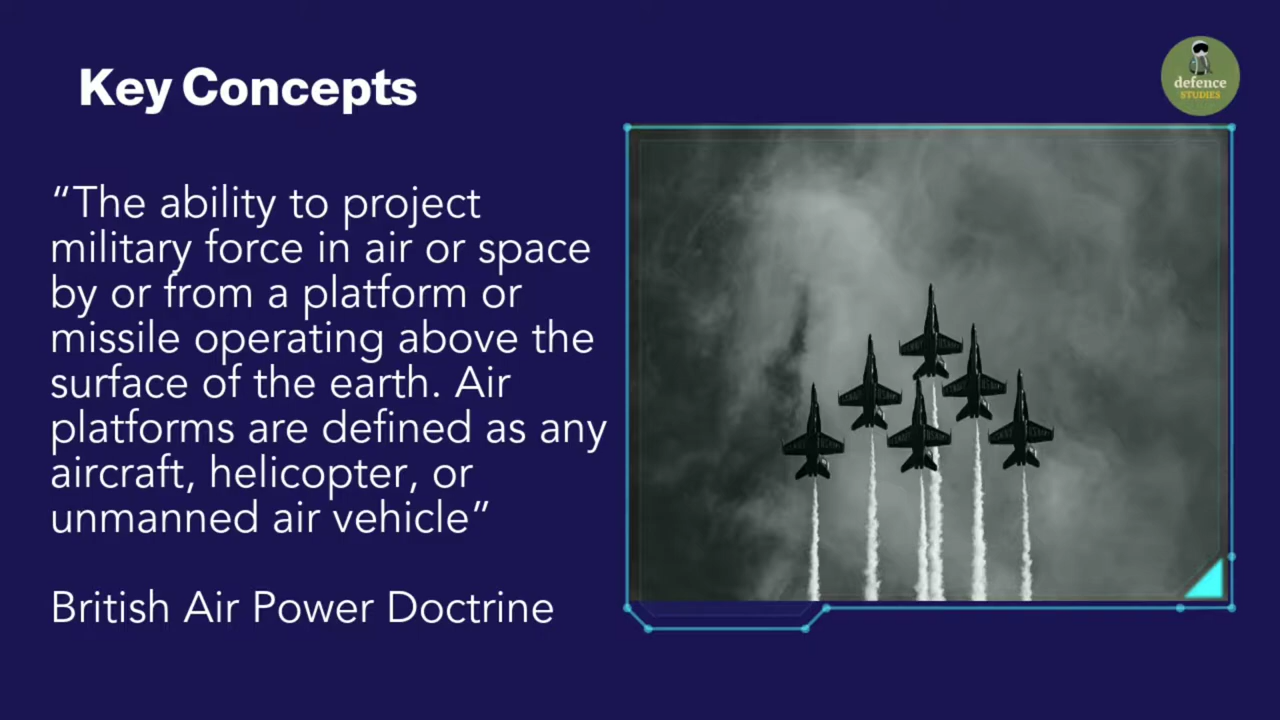 Key Concepts
defence
STUDIES
“The ability to project
military force in air or space
by or from a platform or
missile operating above the
surface of the earth. Air
platforms are defined as any
aircraft, helicopter, or
unmanned air vehicle”
British Air Power Doctrine